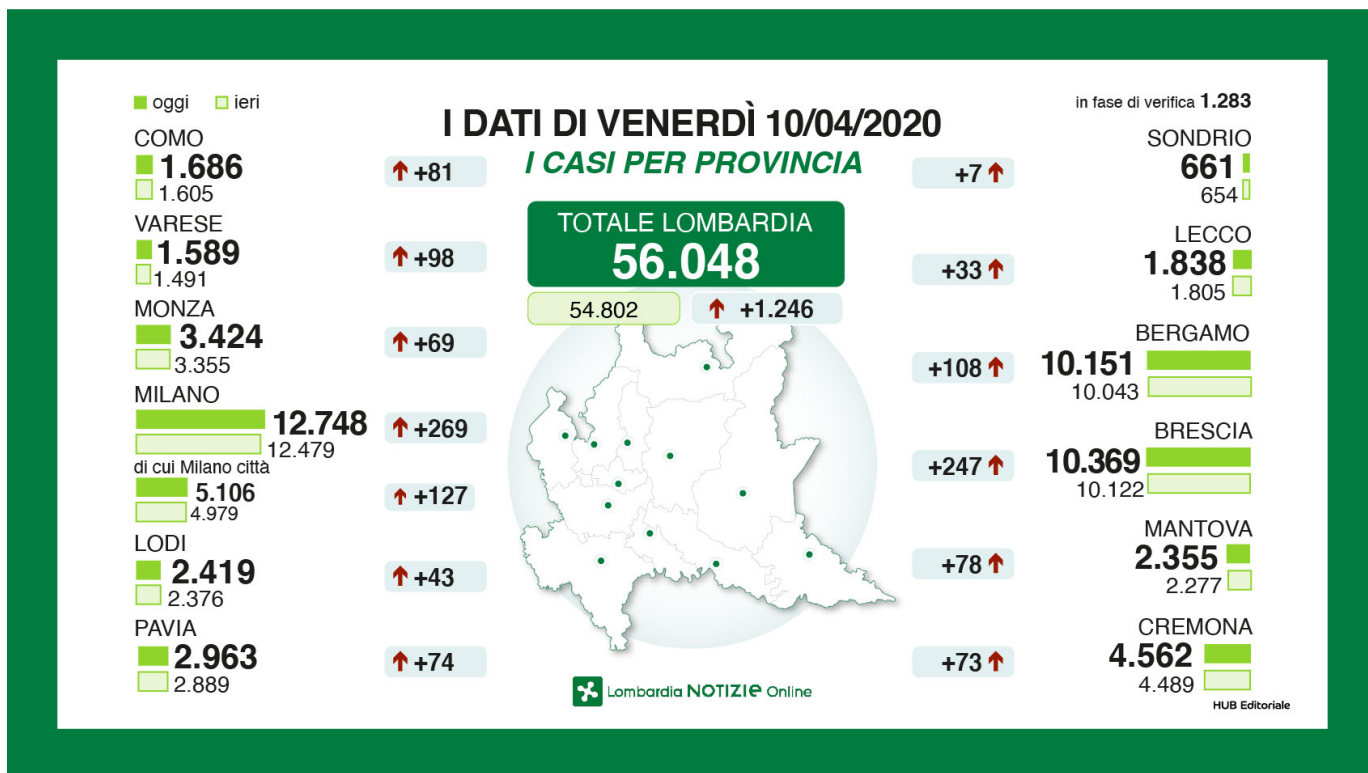 oggi ieri
I DATI DI VENERDÌ 10/04/2020
I CASI PER PROVINCIA
in fase di verifica 1.283
COMO
1.686
1.605
+81
VARESE
1.589
1.491
+98
MONZA
3.424
3.355
+69
MILANO
12.748
12.479
+269
di cui Milano città
5.106
4.979
+127
LODI
2.419
2.376
+43
PAVIA
2.963
2.889
+74
TOTALE LOMBARDIA
56.048
54.802
+1.246
SONDRIO
661
654
+7
LECCO
1.838
1.805
+33
BERGAMO
10.151
10.043
+108
BRESCIA
10.369
10.122
+247
MANTOVA
2.355
2.277
+78
CREMONA
4.562
4.489
+73
Lombardia NOTIZIE Online
HUB Editoriale